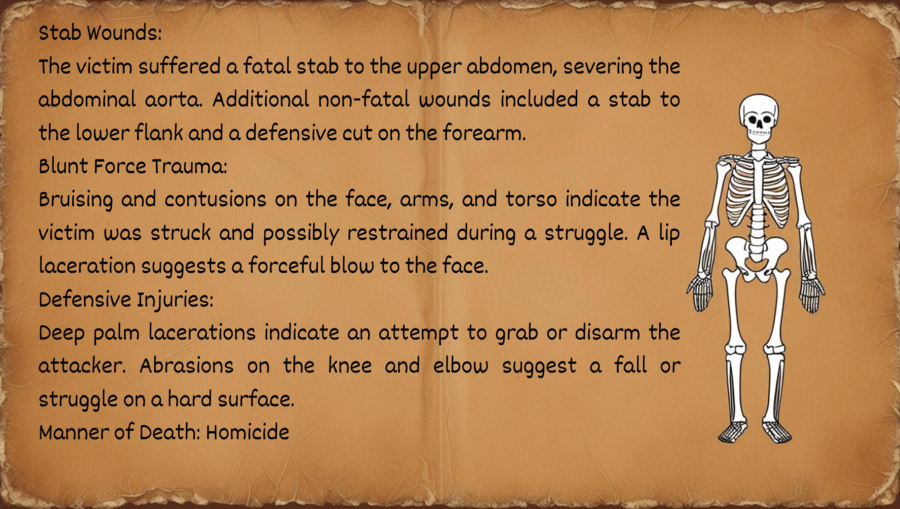 Stab Wounds:
The victim suffered a fatal stab to the upper abdomen, severing the
abdominal aorta. Additional non-fatal wounds included a stab to
the lower flank and a defensive cut on the forearm.
Blunt Force Trauma:
Bruising and contusions on the face, arms, and torso indicate the
victim was struck and possibly restrained during a struggle. A lip
laceration suggests a forceful blow to the face.
Defensive Injuries:
Deep palm lacerations indicate an attempt to grab or disarm the
attacker. Abrasions on the knee and elbow suggest a fall or
struggle on a hard surface.
Manner of Death: Homicide